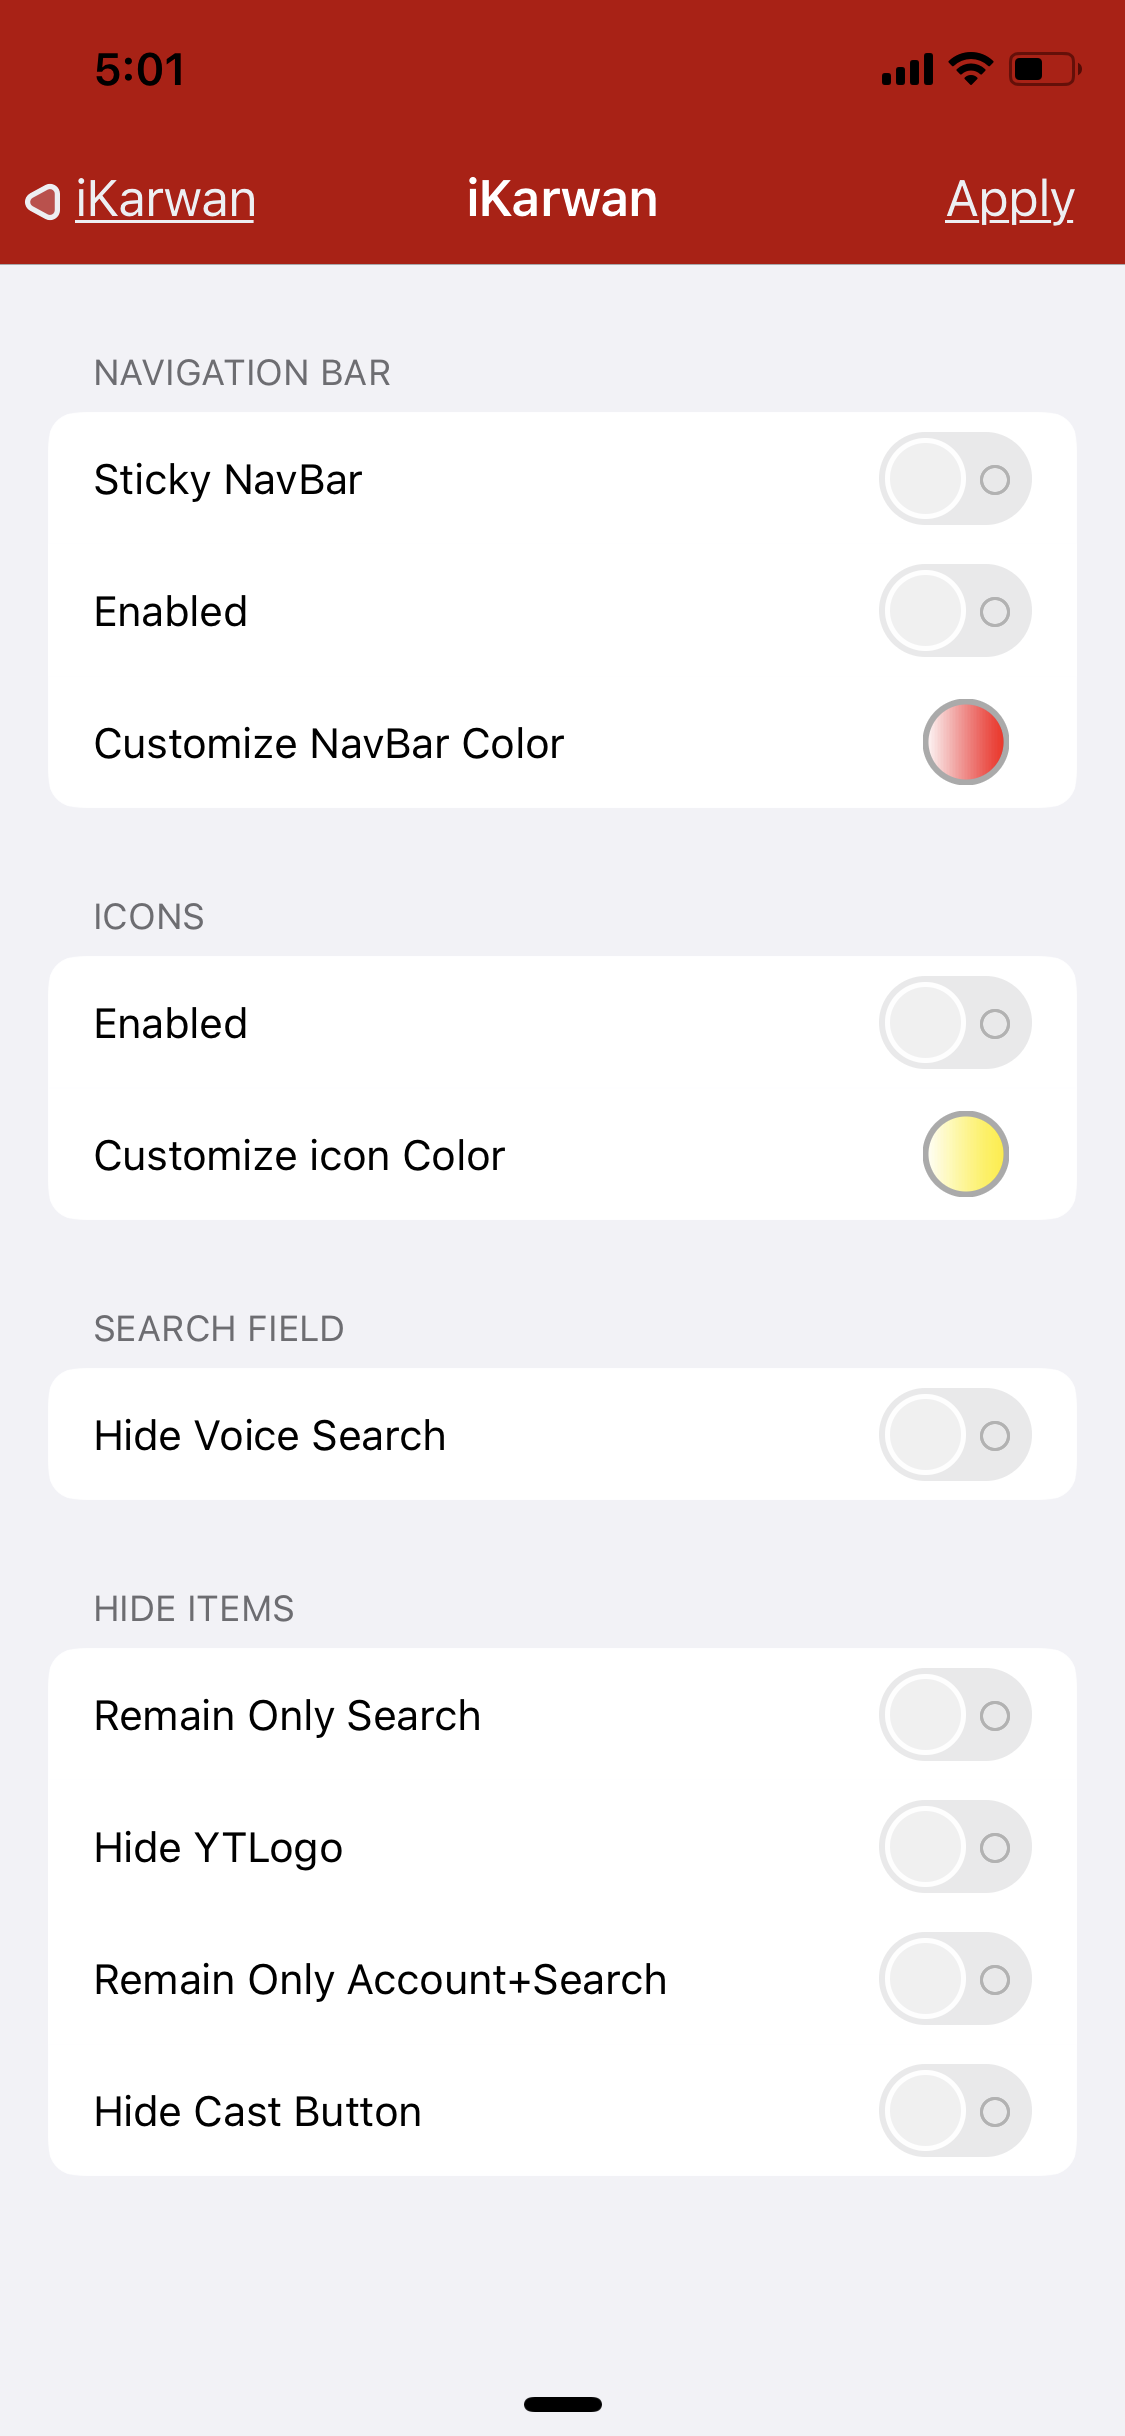 5:01
iKarwan
iKarwan
Apply
NAVIGATION BAR
Sticky NavBar
Enabled
Customize NavBar Color
ICONS
Enabled
Customize icon Color
SEARCH FIELD
Hide Voice Search
HIDE ITEMS
Remain Only Search
Hide YTLogo
Remain Only Account+Search
Hide Cast Button